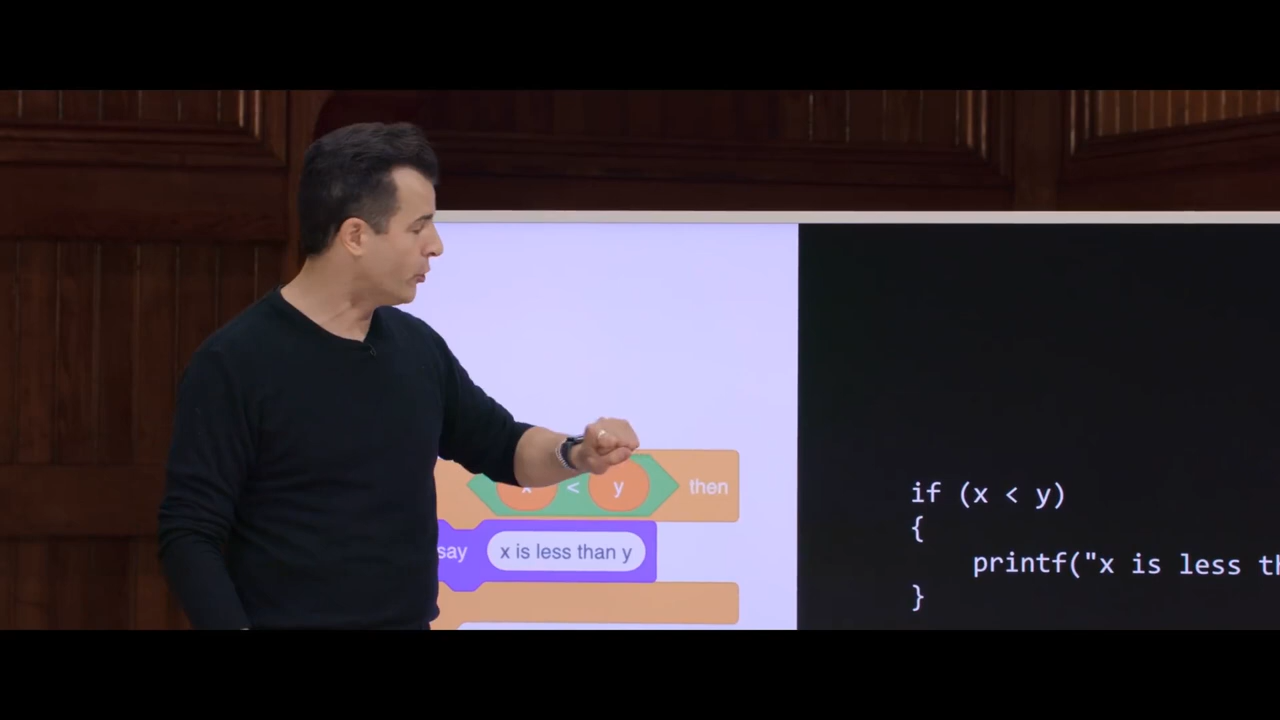 < y then
say x is less than y
if (x < y)
{
printf("x is less th
}